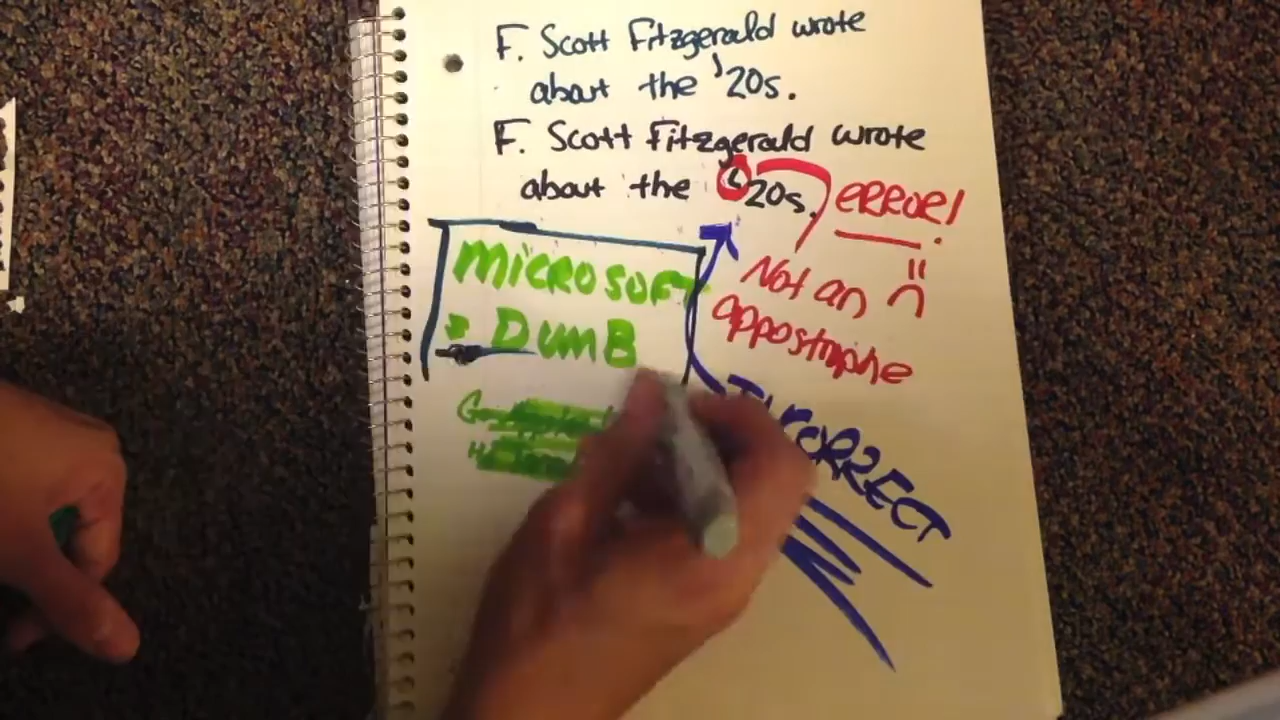 F. Scott Fitzgerald wrote
about the '20s.
F. Scott Fitzgerald wrote
about the ‘20s.
ERROR!
Not an
appostrophe
MICROSOFT
= DUMB
INCORRECT